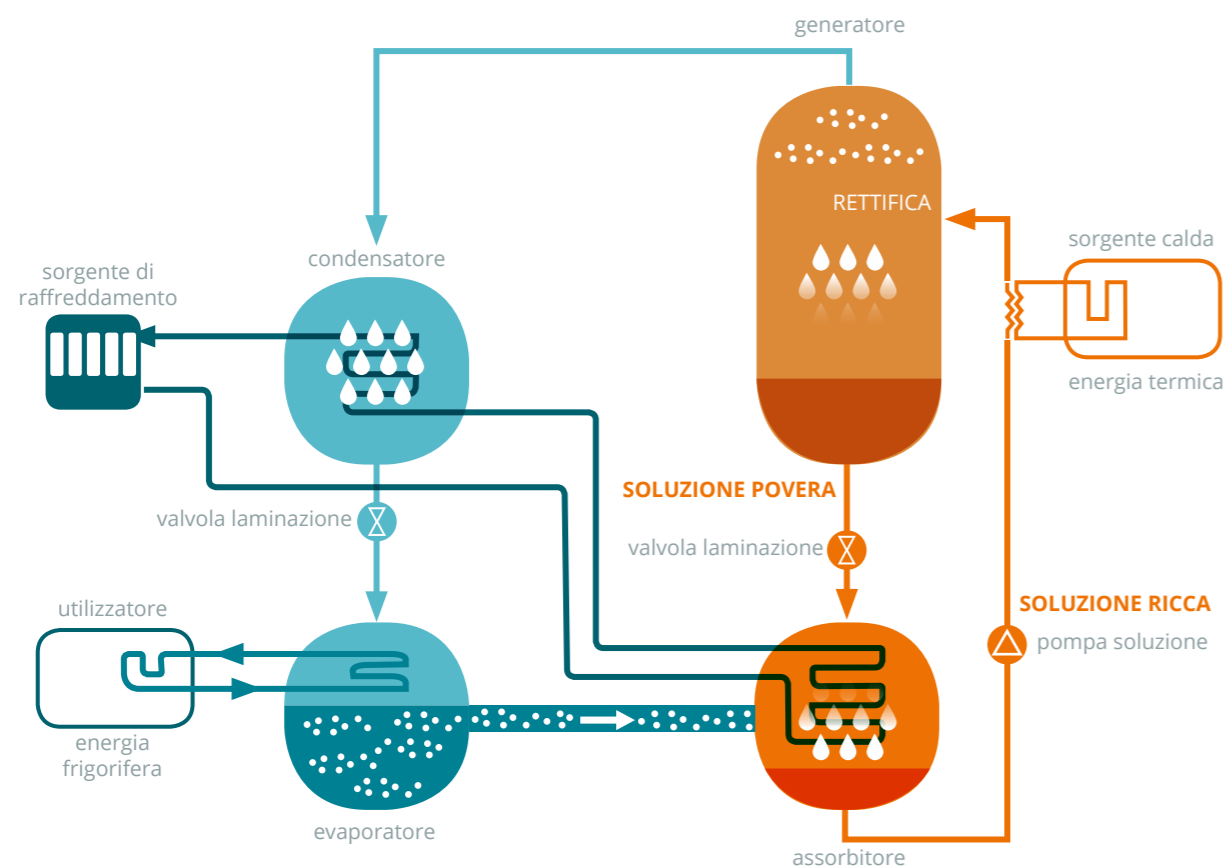 generatore
RETTIFICA
sorgente calda
condensatore
sorgente di
raffreddamento
energia termica
SOLUZIONE POVERA
valvola laminazione
valvola laminazione
SOLUZIONE RICCA
utilizzatore
pompa soluzione
energia
frigorifera
evaporatore
assorbitore